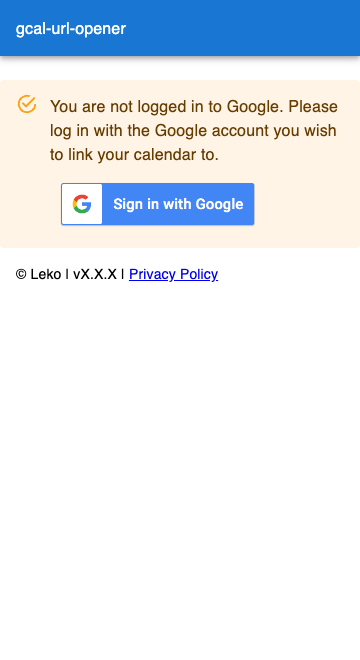 gcal-url-opener
You are not logged in to Google. Please
log in with the Google account you wish
to link your calendar to.
Sign in with Google
© Leko | vX.X.X | Privacy Policy